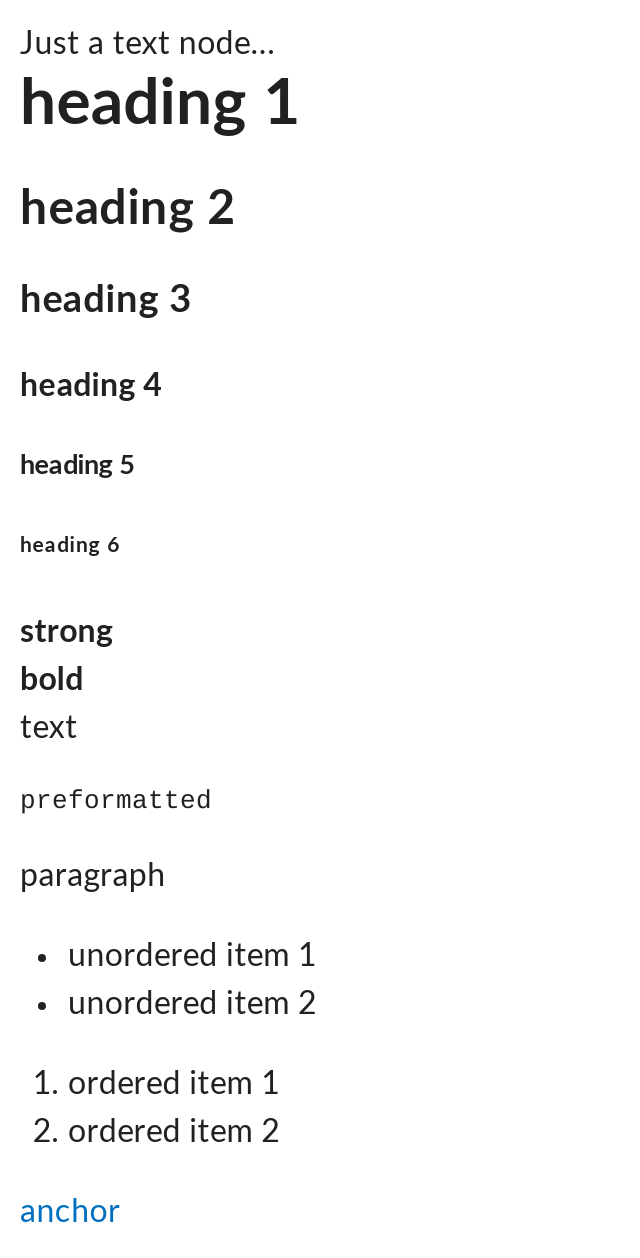 Just a text node...
heading 1
heading 2
heading 3
heading 4
heading 5
heading 6
strong
bold
text
preformatted
paragraph
• unordered item 1
• unordered item 2
1. ordered item 1
2. ordered item 2
anchor